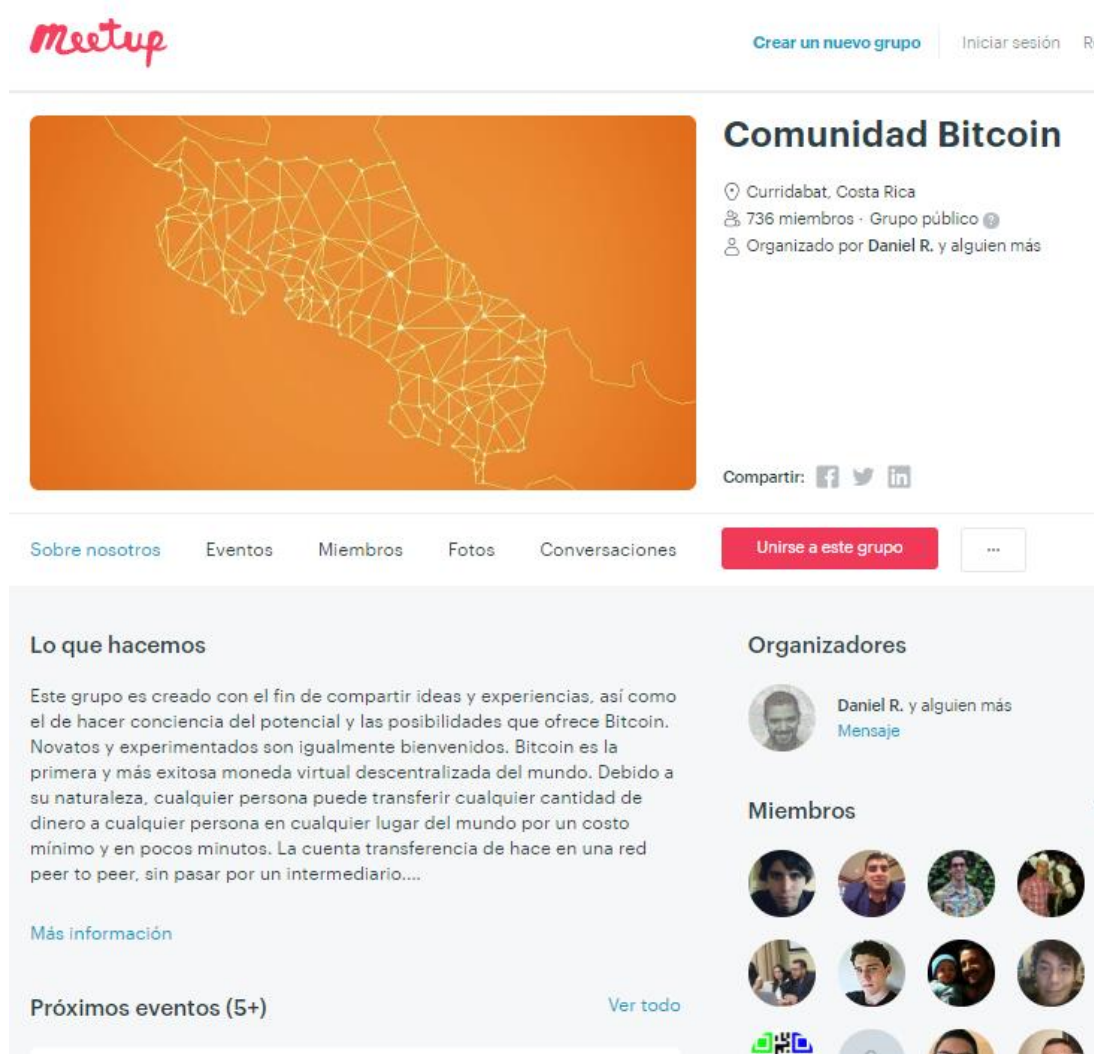 meetup
Crear un nuevo grupo
Iniciar sesión
Comunidad Bitcoin
Curridabat, Costa Rica
736 miembros · Grupo público ?
Organizado por Daniel R. y alguien más
Compartir:
Sobre nosotros
Eventos
Miembros
Fotos
Conversaciones
Unirse a este grupo
...
Lo que hacemos
Este grupo es creado con el fin de compartir ideas y experiencias, así como
el de hacer conciencia del potencial y las posibilidades que ofrece Bitcoin.
Novatos y experimentados son igualmente bienvenidos. Bitcoin es la
primera y más exitosa moneda virtual descentralizada del mundo. Debido a
su naturaleza, cualquier persona puede transferir cualquier cantidad de
dinero a cualquier persona en cualquier lugar del mundo por un costo
mínimo y en pocos minutos. La cuenta transferencia de hace en una red
peer to peer, sin pasar por un intermediario....
Más información
Próximos eventos (5+)
Ver todo
Organizadores
Daniel R. y alguien más
Mensaje
Miembros